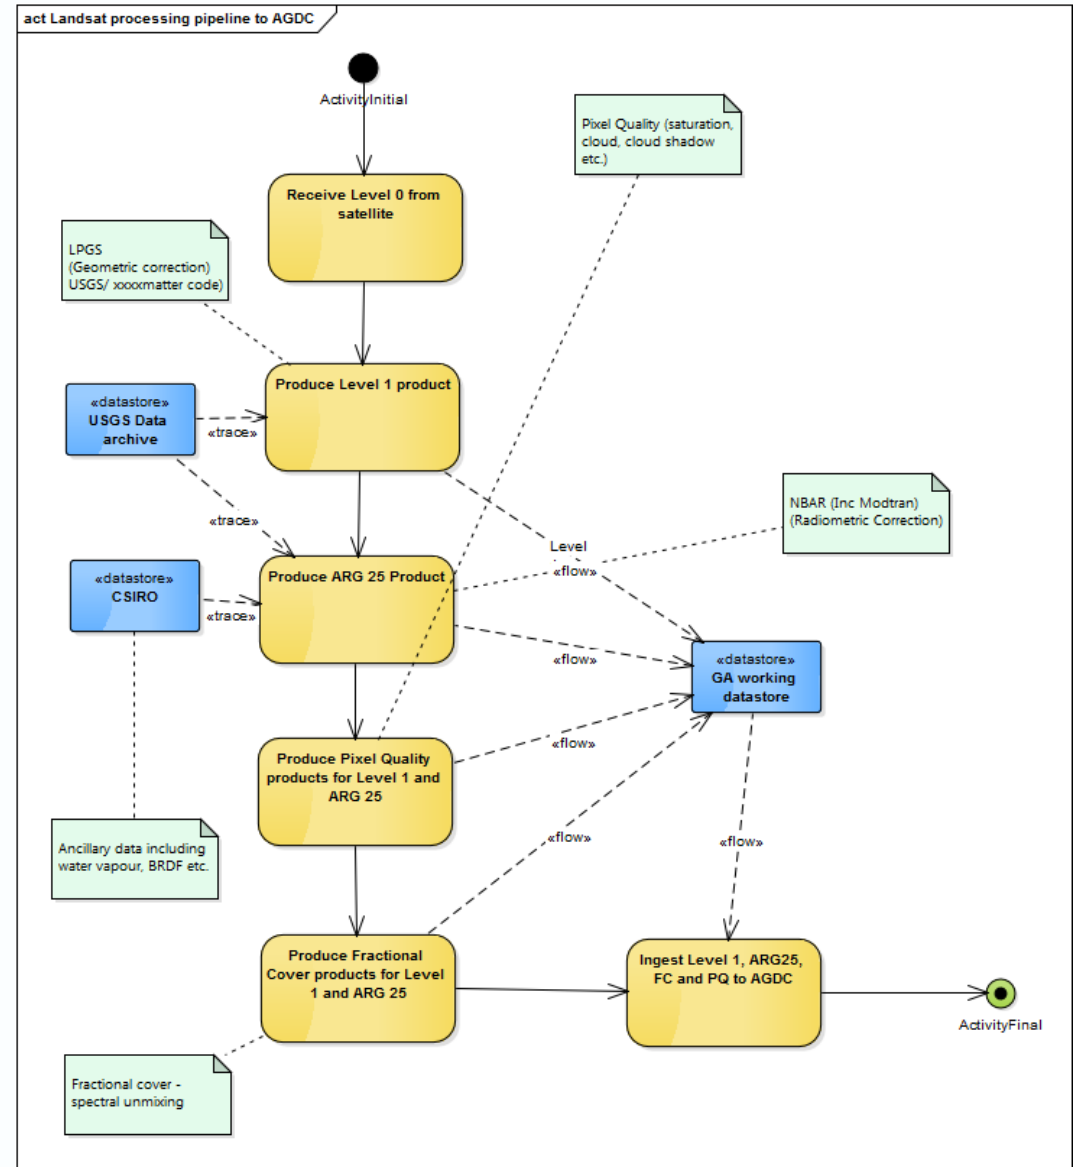 act Landsat processing pipeline to AGDC
ActivityInitial
Pixel Quality (saturation,
cloud, cloud shadow
etc.)
Receive Level 0 from
satellite
LPGS
(Geometric correction)
USGS/ xxxxmatter code)
Produce Level 1 product
«datastore»
USGS Data
archive
«trace»
«trace»
NBAR (Inc Modtran)
(Radiometric Correction)
Level
«flow»
Produce ARG 25 Product
«datastore»
CSIRO
«trace»
«flow»
«datastore»
GA working
datastore
Produce Pixel Quality
products for Level 1 and
ARG 25
«flow»
«flow»
«flow»
Ancillary data including
water vapour, BRDF etc.
Produce Fractional
Cover products for Level
1 and ARG 25
Ingest Level 1, ARG25,
FC and PQ to AGDC
ActivityFinal
Fractional cover -
spectral unmixing